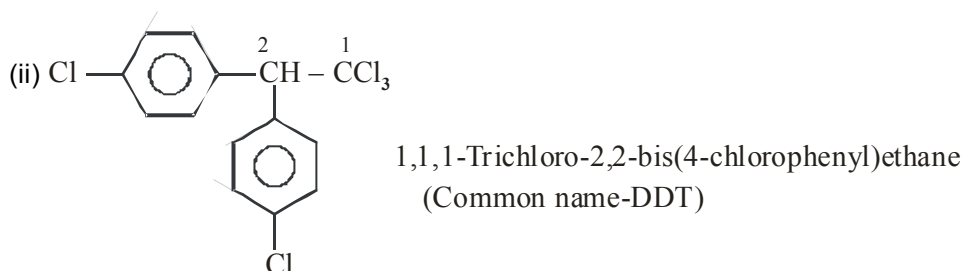 2 1
(ii) Cl CH – CCl3
1,1,1-Trichloro-2,2-bis(4-chlorophenyl)ethane
(Common name-DDT)
Cl